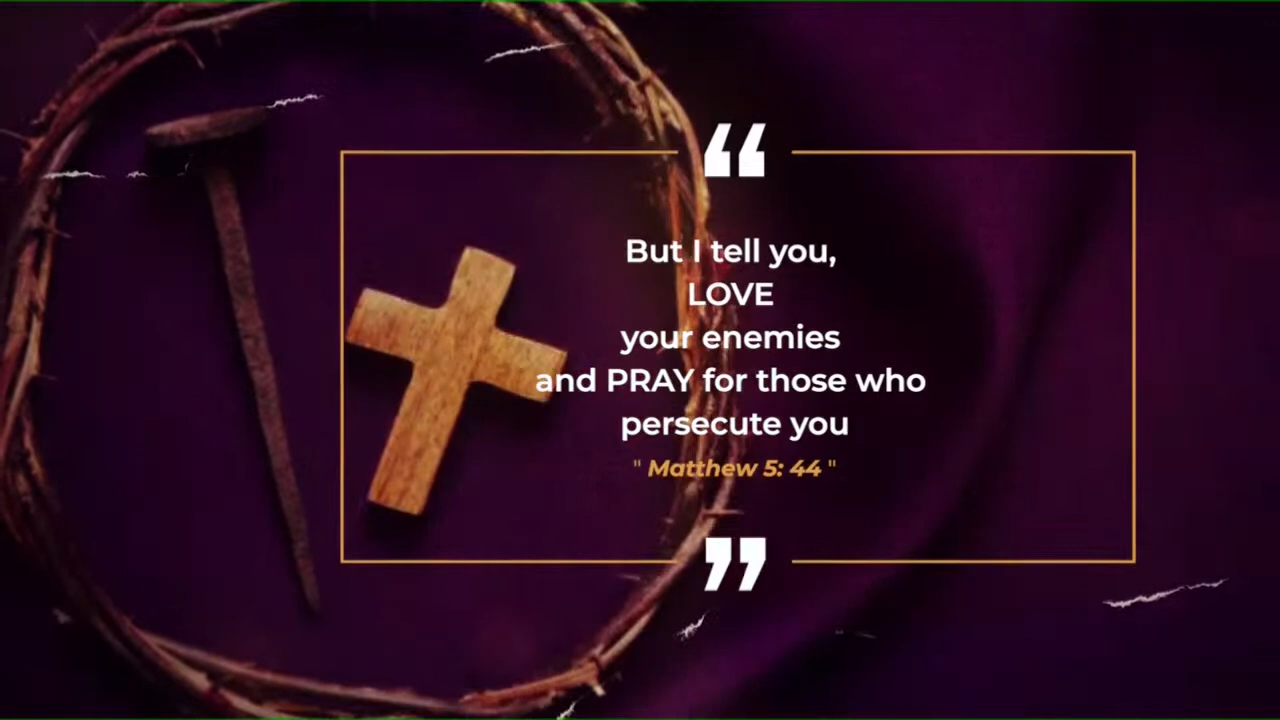 “
But I tell you,
LOVE
your enemies
and PRAY for those who
persecute you
" Matthew 5: 44 "
”